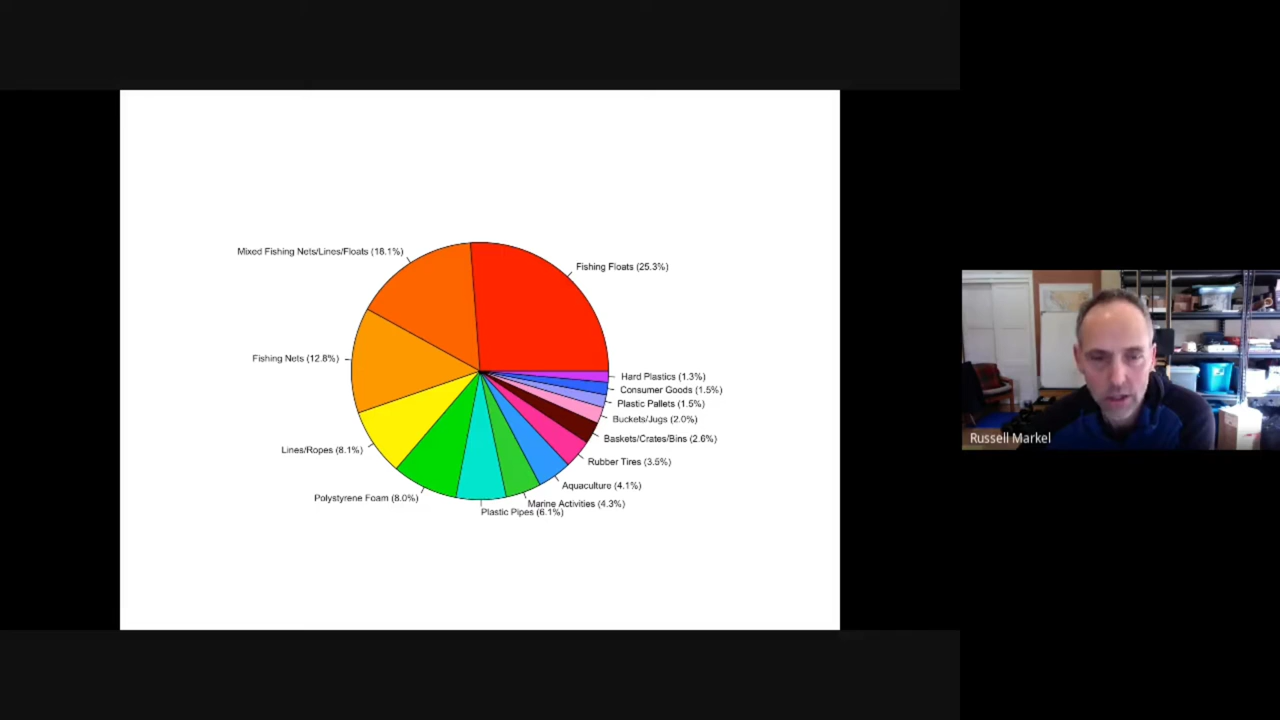 Mixed Fishing Nets/Lines/Floats (16.1%)
Fishing Floats (25.3%)
Fishing Nets (12.8%)
Hard Plastics (1.3%)
Consumer Goods (1.5%)
Plastic Pallets (1.5%)
Buckets/Jugs (2.0%)
Baskets/Crates/Bins (2.6%)
Russell Markel
Lines/Ropes (8.1%)
Rubber Tires (3.5%)
Aquaculture (4.1%)
Polystyrene Foam (8.0%)
Marine Activities (4.3%)
Plastic Pipes (6.1%)